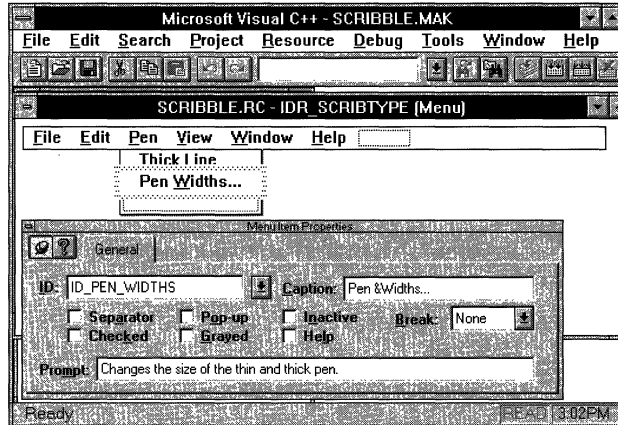 Microsoft Visual C++ - SCRIBBLE.MAK
File Edit Search Project Resource Debug Tools Window Help
SCRIBBLE.RC - IDR_SCRIBTYPE (Menu)
File Edit Pen View Window Help
Thick Line
Pen Widths...
Menu Item Properties
General
ID: ID_PEN_WIDTHS Caption: Pen &Widths...
Separator Pop-up Inactive Break: None
Checked Grayed Help
Prompt: Changes the size of the thin and thick pen.
Ready READ 3:02PM